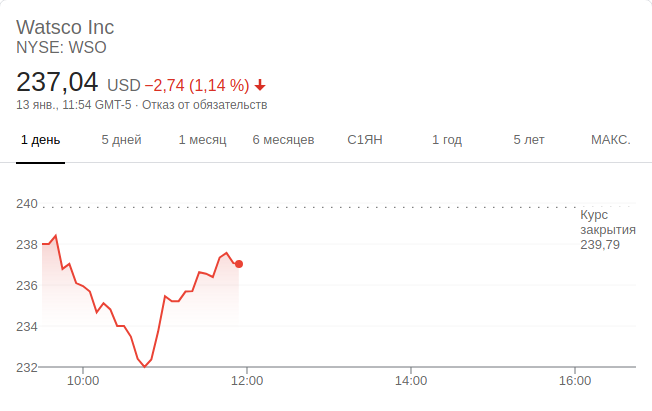 Watsco Inc
NYSE: WSO
237,04 USD −2,74 (1,14 %)
13 янв., 11:54 GMT-5 · Отказ от обязательств
1 день 5 дней 1 месяц 6 месяцев С1ЯН 1 год 5 лет МАКС.
240
Курс
закрытия
239,79
238
236
234
232
10:00 12:00 14:00 16:00